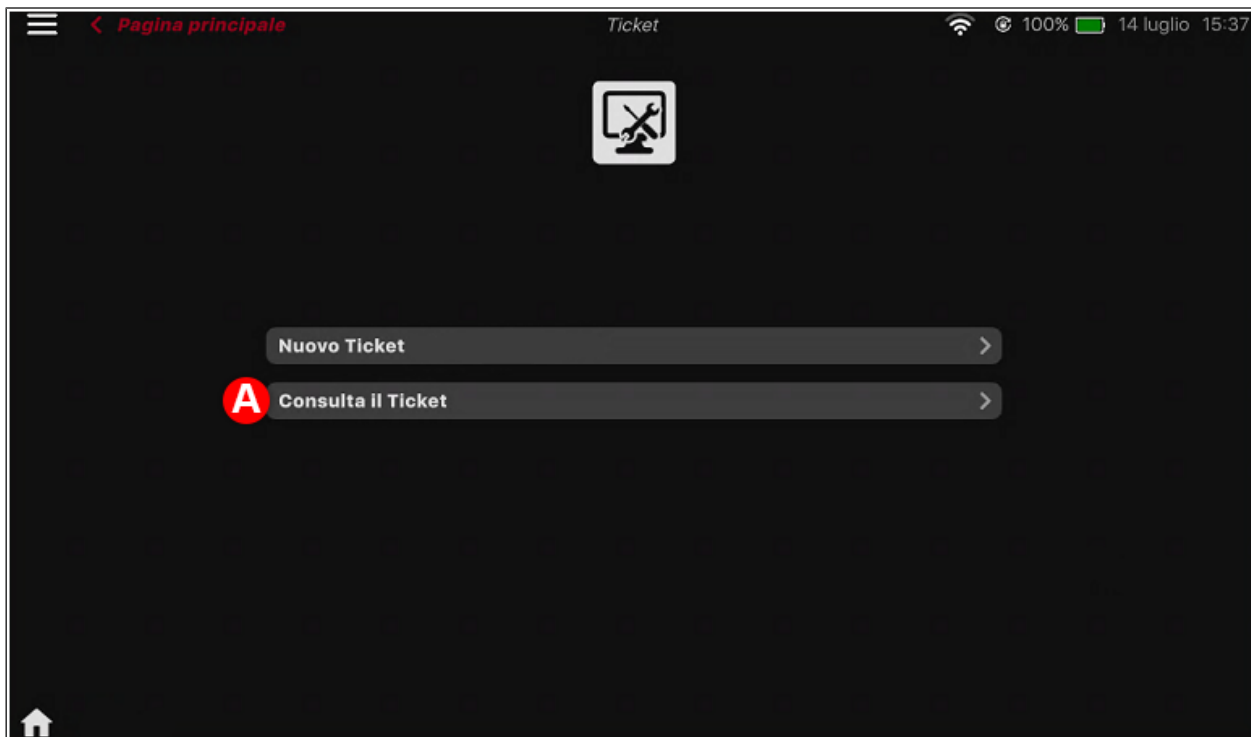 Pagina principale Ticket 100% 14 luglio 15:37
Nuovo Ticket
A Consulta il Ticket